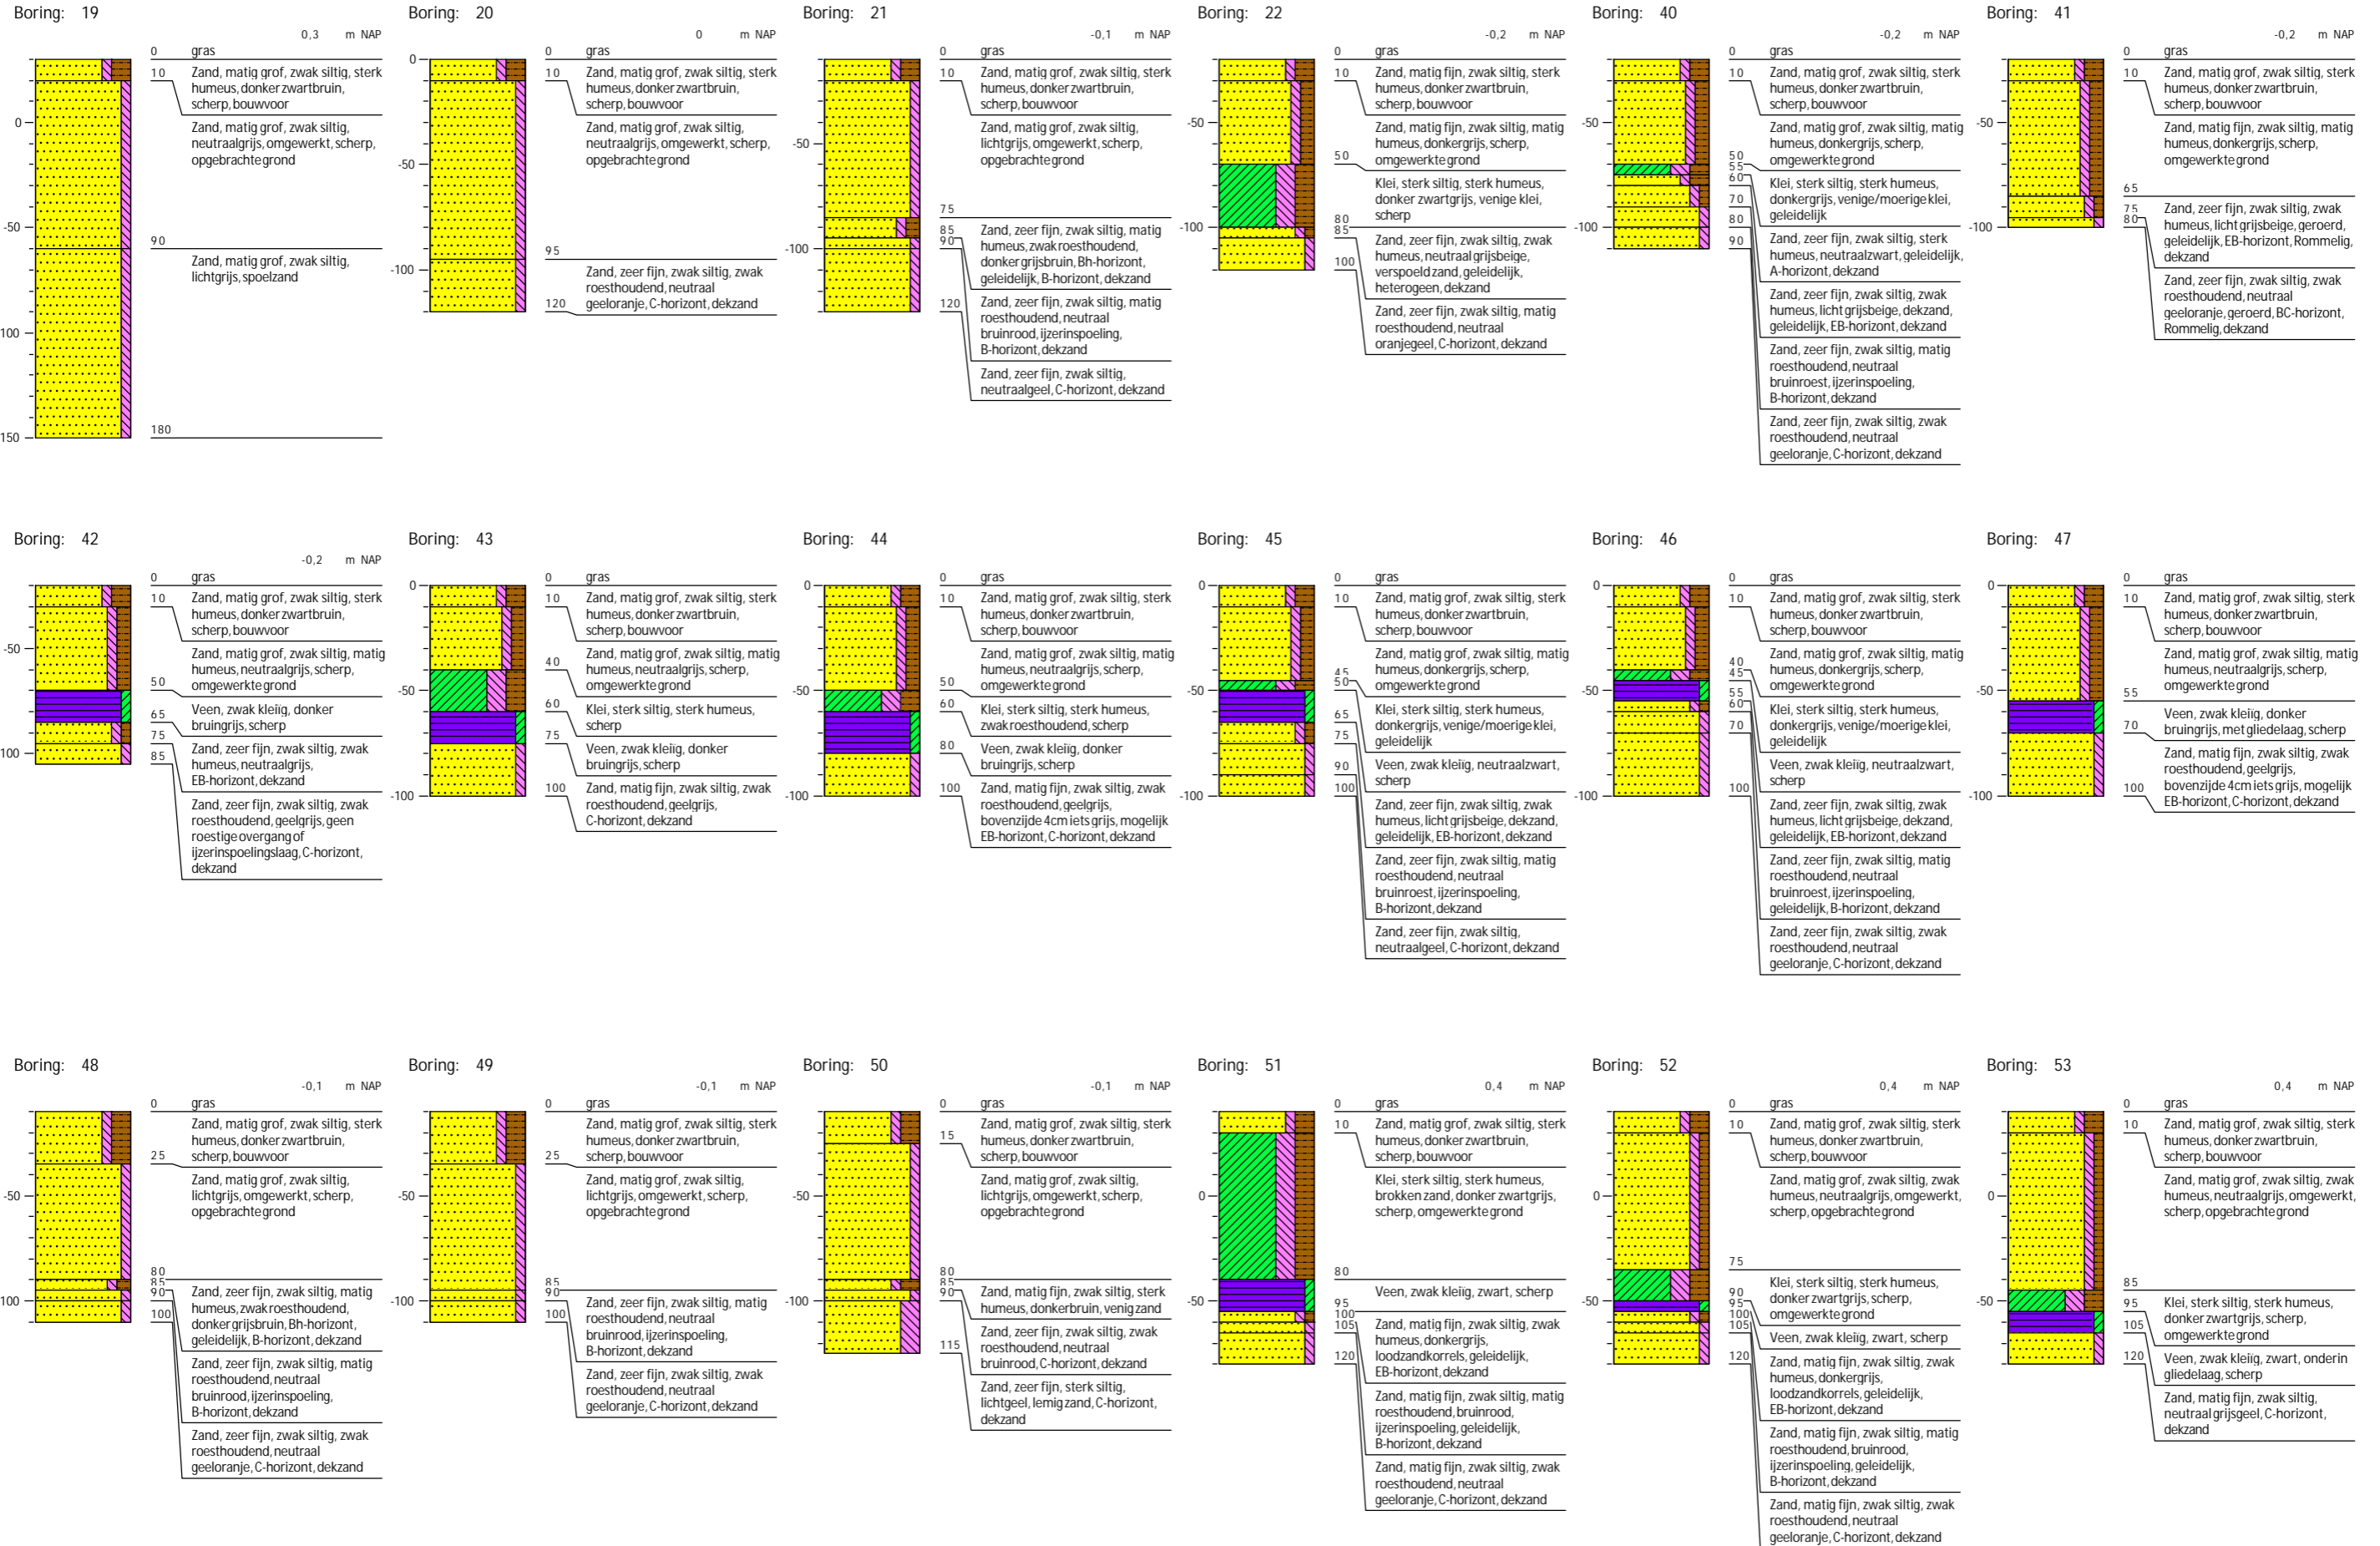 Boring: 19
0,3 m NAP
0
-50
100
150
0
10
90
180
gras
Zand, matig grof, zwak siltig, sterk
humeus, donker zwartbruin,
scherp, bouwvoor
Zand, matig grof, zwak siltig,
neutraalgrijs, omgewerkt, scherp,
opgebrachte grond
Zand, matig grof, zwak siltig,
lichtgrijs, spoelzand
Boring: 20
0 m NAP
0
-50
-100
0
10
95
120
gras
Zand, matig grof, zwak siltig, sterk
humeus, donker zwartbruin,
scherp, bouwvoor
Zand, matig grof, zwak siltig,
neutraalgrijs, omgewerkt, scherp,
opgebrachte grond
Zand, zeer fijn, zwak siltig, zwak
roesthoudend, neutraal
geeloranje, C-horizont, dekzand
Boring: 21
-0,1 m NAP
-50
-100
0
10
75
85
90
120
gras
Zand, matig grof, zwak siltig, sterk
humeus, donker zwartbruin,
scherp, bouwvoor
Zand, matig grof, zwak siltig,
lichtgrijs, omgewerkt, scherp,
opgebrachte grond
Zand, zeer fijn, zwak siltig, matig
humeus, zwak roesthoudend,
donker grijsbruin, Bh-horizont,
geleidelijk, B-horizont, dekzand
Zand, zeer fijn, zwak siltig, matig
roesthoudend, neutraal
bruinrood, ijzerinspoeling,
B-horizont, dekzand
Zand, zeer fijn, zwak siltig,
neutraalgeel, C-horizont, dekzand
Boring: 22
-0,2 m NAP
-50
-100
0
10
50
80
85
100
gras
Zand, matig fijn, zwak siltig, sterk
humeus, donker zwartbruin,
scherp, bouwvoor
Zand, matig fijn, zwak siltig, matig
humeus, donkergrijs, scherp,
omgewerkte grond
Klei, sterk siltig, sterk humeus,
donker zwartgrijs, venige klei,
scherp
Zand, zeer fijn, zwak siltig, zwak
humeus, neutraal grijsbeige,
verspoeld zand, geleidelijk,
heterogeen, dekzand
Zand, zeer fijn, zwak siltig, matig
roesthoudend, neutraal
oranjegeel, C-horizont, dekzand
Boring: 40
-0,2 m NAP
-50
-100
0
10
50
55
60
70
80
90
gras
Zand, matig grof, zwak siltig, sterk
humeus, donker zwartbruin,
scherp, bouwvoor
Zand, matig grof, zwak siltig, matig
humeus, donkergrijs, scherp,
omgewerkte grond
Klei, sterk siltig, sterk humeus,
donkergrijs, venige/moerige klei,
geleidelijk
Zand, zeer fijn, zwak siltig, sterk
humeus, neutraalzwart, geleidelijk,
A-horizont, dekzand
Zand, zeer fijn, zwak siltig, zwak
humeus, licht grijsbeige, dekzand,
geleidelijk, EB-horizont, dekzand
Zand, zeer fijn, zwak siltig, matig
roesthoudend, neutraal
bruinroest, ijzerinspoeling,
B-horizont, dekzand
Zand, zeer fijn, zwak siltig, zwak
roesthoudend, neutraal
geeloranje, C-horizont, dekzand
Boring: 41
-0,2 m NAP
-50
-100
0
10
65
75
80
gras
Zand, matig grof, zwak siltig, sterk
humeus, donker zwartbruin,
scherp, bouwvoor
Zand, matig fijn, zwak siltig, matig
humeus, donkergrijs, scherp,
omgewerkte grond
Zand, zeer fijn, zwak siltig, zwak
humeus, licht grijsbeige, geroerd,
geleidelijk, EB-horizont, Rommelig,
dekzand
Zand, zeer fijn, zwak siltig, zwak
roesthoudend, neutraal
geeloranje, geroerd, BC-horizont,
Rommelig, dekzand
Boring: 42
-0,2 m NAP
-50
100
0
10
50
65
75
85
gras
Zand, matig grof, zwak siltig, sterk
humeus, donker zwartbruin,
scherp, bouwvoor
Zand, matig grof, zwak siltig, matig
humeus, neutraalgrijs, scherp,
omgewerkte grond
Veen, zwak kleiïg, donker
bruingrijs, scherp
Zand, zeer fijn, zwak siltig, zwak
humeus, neutraalgrijs,
EB-horizont, dekzand
Zand, zeer fijn, zwak siltig, zwak
roesthoudend, geelgrijs, geen
roestige overgang of
ijzerinspoelingslaag, C-horizont,
dekzand
Boring: 43
0
-50
-100
0
10
40
60
75
100
gras
Zand, matig grof, zwak siltig, sterk
humeus, donker zwartbruin,
scherp, bouwvoor
Zand, matig grof, zwak siltig, matig
humeus, neutraalgrijs, scherp,
omgewerkte grond
Klei, sterk siltig, sterk humeus,
scherp
Veen, zwak kleiïg, donker
bruingrijs, scherp
Zand, matig fijn, zwak siltig, zwak
roesthoudend, geelgrijs,
C-horizont, dekzand
Boring: 44
0
-50
-100
0
10
50
60
80
100
gras
Zand, matig grof, zwak siltig, sterk
humeus, donker zwartbruin,
scherp, bouwvoor
Zand, matig grof, zwak siltig, matig
humeus, neutraalgrijs, scherp,
omgewerkte grond
Klei, sterk siltig, sterk humeus,
zwak roesthoudend, scherp
Veen, zwak kleiïg, donker
bruingrijs, scherp
Zand, matig fijn, zwak siltig, zwak
roesthoudend, geelgrijs,
bovenzijde 4cm iets grijs, mogelijk
EB-horizont, C-horizont, dekzand
Boring: 45
0
-50
-100
0
10
45
50
65
75
90
100
gras
Zand, matig grof, zwak siltig, sterk
humeus, donker zwartbruin,
scherp, bouwvoor
Zand, matig grof, zwak siltig, matig
humeus, donkergrijs, scherp,
omgewerkte grond
Klei, sterk siltig, sterk humeus,
donkergrijs, venige/moerige klei,
geleidelijk
Veen, zwak kleiïg, neutraalzwart,
scherp
Zand, zeer fijn, zwak siltig, zwak
humeus, licht grijsbeige, dekzand,
geleidelijk, EB-horizont, dekzand
Zand, zeer fijn, zwak siltig, matig
roesthoudend, neutraal
bruinroest, ijzerinspoeling,
B-horizont, dekzand
Zand, zeer fijn, zwak siltig,
neutraalgeel, C-horizont, dekzand
Boring: 46
0
-50
-100
0
10
40
45
55
60
70
100
gras
Zand, matig grof, zwak siltig, sterk
humeus, donker zwartbruin,
scherp, bouwvoor
Zand, matig grof, zwak siltig, matig
humeus, donkergrijs, scherp,
omgewerkte grond
Klei, sterk siltig, sterk humeus,
donkergrijs, venige/moerige klei,
geleidelijk
Veen, zwak kleiïg, neutraalzwart,
scherp
Zand, zeer fijn, zwak siltig, zwak
humeus, licht grijsbeige, dekzand,
geleidelijk, EB-horizont, dekzand
Zand, zeer fijn, zwak siltig, matig
roesthoudend, neutraal
bruinroest, ijzerinspoeling,
geleidelijk, B-horizont, dekzand
Zand, zeer fijn, zwak siltig, zwak
roesthoudend, neutraal
geeloranje, C-horizont, dekzand
Boring: 47
0
-50
-100
0
10
55
70
100
gras
Zand, matig grof, zwak siltig, sterk
humeus, donker zwartbruin,
scherp, bouwvoor
Zand, matig grof, zwak siltig, matig
humeus, neutraalgrijs, scherp,
omgewerkte grond
Veen, zwak kleiïg, donker
bruingrijs, met gliedelaag, scherp
Zand, matig fijn, zwak siltig, zwak
roesthoudend, geelgrijs,
bovenzijde 4cm iets grijs, mogelijk
EB-horizont, C-horizont, dekzand
Boring: 48
-0,1 m NAP
-50
100
0
25
80
85
90
100
gras
Zand, matig grof, zwak siltig, sterk
humeus, donker zwartbruin,
scherp, bouwvoor
Zand, matig grof, zwak siltig,
lichtgrijs, omgewerkt, scherp,
opgebrachte grond
Zand, zeer fijn, zwak siltig, matig
humeus, zwak roesthoudend,
donker grijsbruin, Bh-horizont,
geleidelijk, B-horizont, dekzand
Zand, zeer fijn, zwak siltig, matig
roesthoudend, neutraal
bruinrood, ijzerinspoeling,
B-horizont, dekzand
Zand, zeer fijn, zwak siltig, zwak
roesthoudend, neutraal
geeloranje, C-horizont, dekzand
Boring: 49
-0,1 m NAP
-50
-100
0
25
85
90
100
gras
Zand, matig grof, zwak siltig, sterk
humeus, donker zwartbruin,
scherp, bouwvoor
Zand, matig grof, zwak siltig,
lichtgrijs, omgewerkt, scherp,
opgebrachte grond
Zand, zeer fijn, zwak siltig, matig
roesthoudend, neutraal
bruinrood, ijzerinspoeling,
B-horizont, dekzand
Zand, zeer fijn, zwak siltig, zwak
roesthoudend, neutraal
geeloranje, C-horizont, dekzand
Boring: 50
-0,1 m NAP
-50
-100
0
15
80
85
90
115
gras
Zand, matig grof, zwak siltig, sterk
humeus, donker zwartbruin,
scherp, bouwvoor
Zand, matig grof, zwak siltig,
lichtgrijs, omgewerkt, scherp,
opgebrachte grond
Zand, matig fijn, zwak siltig, sterk
humeus, donkerbruin, venig zand
Zand, zeer fijn, zwak siltig, zwak
roesthoudend, neutraal
bruinrood, C-horizont, dekzand
Zand, zeer fijn, sterk siltig,
lichtgeel, lemig zand, C-horizont,
dekzand
Boring: 51
0,4 m NAP
0
-50
0
10
80
95
100
105
120
gras
Zand, matig grof, zwak siltig, sterk
humeus, donker zwartbruin,
scherp, bouwvoor
Klei, sterk siltig, sterk humeus,
brokken zand, donker zwartgrijs,
scherp, omgewerkte grond
Veen, zwak kleiïg, zwart, scherp
Zand, matig fijn, zwak siltig, zwak
humeus, donkergrijs,
loodzandkorrels, geleidelijk,
EB-horizont, dekzand
Zand, matig fijn, zwak siltig, matig
roesthoudend, bruinrood,
ijzerinspoeling, geleidelijk,
B-horizont, dekzand
Zand, matig fijn, zwak siltig, zwak
roesthoudend, neutraal
geeloranje, C-horizont, dekzand
Boring: 52
0,4 m NAP
0
-50
0
10
75
90
95
100
105
120
gras
Zand, matig grof, zwak siltig, sterk
humeus, donker zwartbruin,
scherp, bouwvoor
Zand, matig grof, zwak siltig, zwak
humeus, neutraalgrijs, omgewerkt,
scherp, opgebrachte grond
Klei, sterk siltig, sterk humeus,
donker zwartgrijs, scherp,
omgewerkte grond
Veen, zwak kleiïg, zwart, scherp
Zand, matig fijn, zwak siltig, zwak
humeus, donkergrijs,
loodzandkorrels, geleidelijk,
EB-horizont, dekzand
Zand, matig fijn, zwak siltig, matig
roesthoudend, bruinrood,
ijzerinspoeling, geleidelijk,
B-horizont, dekzand
Zand, matig fijn, zwak siltig, zwak
roesthoudend, neutraal
geeloranje, C-horizont, dekzand
Boring: 53
0,4 m NAP
0
-50
0
10
85
95
105
120
gras
Zand, matig grof, zwak siltig, sterk
humeus, donker zwartbruin,
scherp, bouwvoor
Zand, matig grof, zwak siltig, zwak
humeus, neutraalgrijs, omgewerkt,
scherp, opgebrachte grond
Klei, sterk siltig, sterk humeus,
donker zwartgrijs, scherp,
omgewerkte grond
Veen, zwak kleiïg, zwart, onderin
gliedelaag, scherp
Zand, matig fijn, zwak siltig,
neutraal grijsgeel, C-horizont,
dekzand